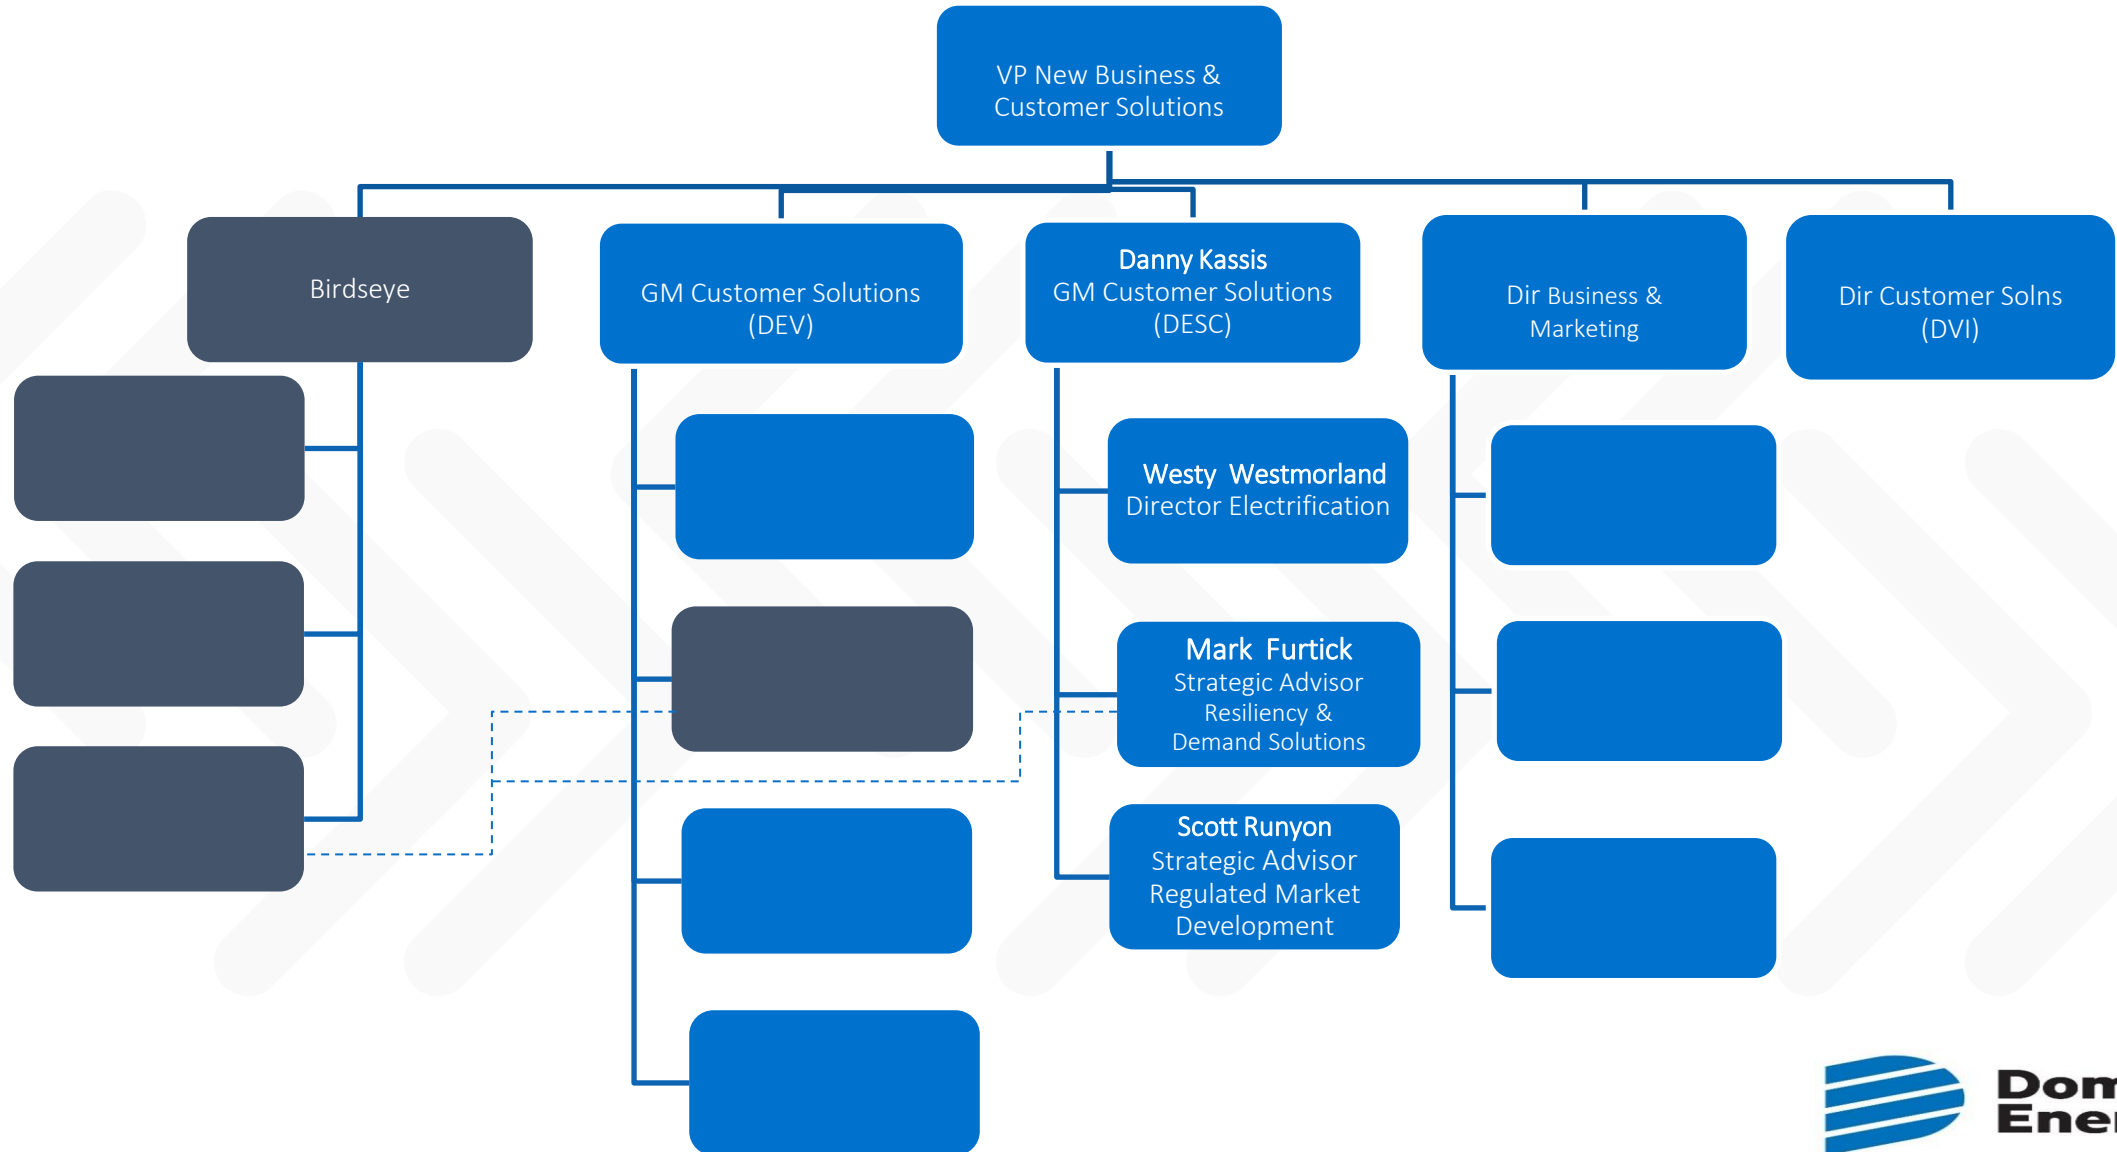 VP New Business &
Customer Solutions
Birdseye
GM Customer Solutions
(DEV)
Danny Kassis
GM Customer Solutions
(DESC)
Dir Business &
Marketing
Dir Customer Solns
(DVI)
Westy Westmorland
Director Electrification
Mark Furtick
Strategic Advisor
Resiliency &
Demand Solutions
Scott Runyon
Strategic Advisor
Regulated Market
Development
Dom
Ener